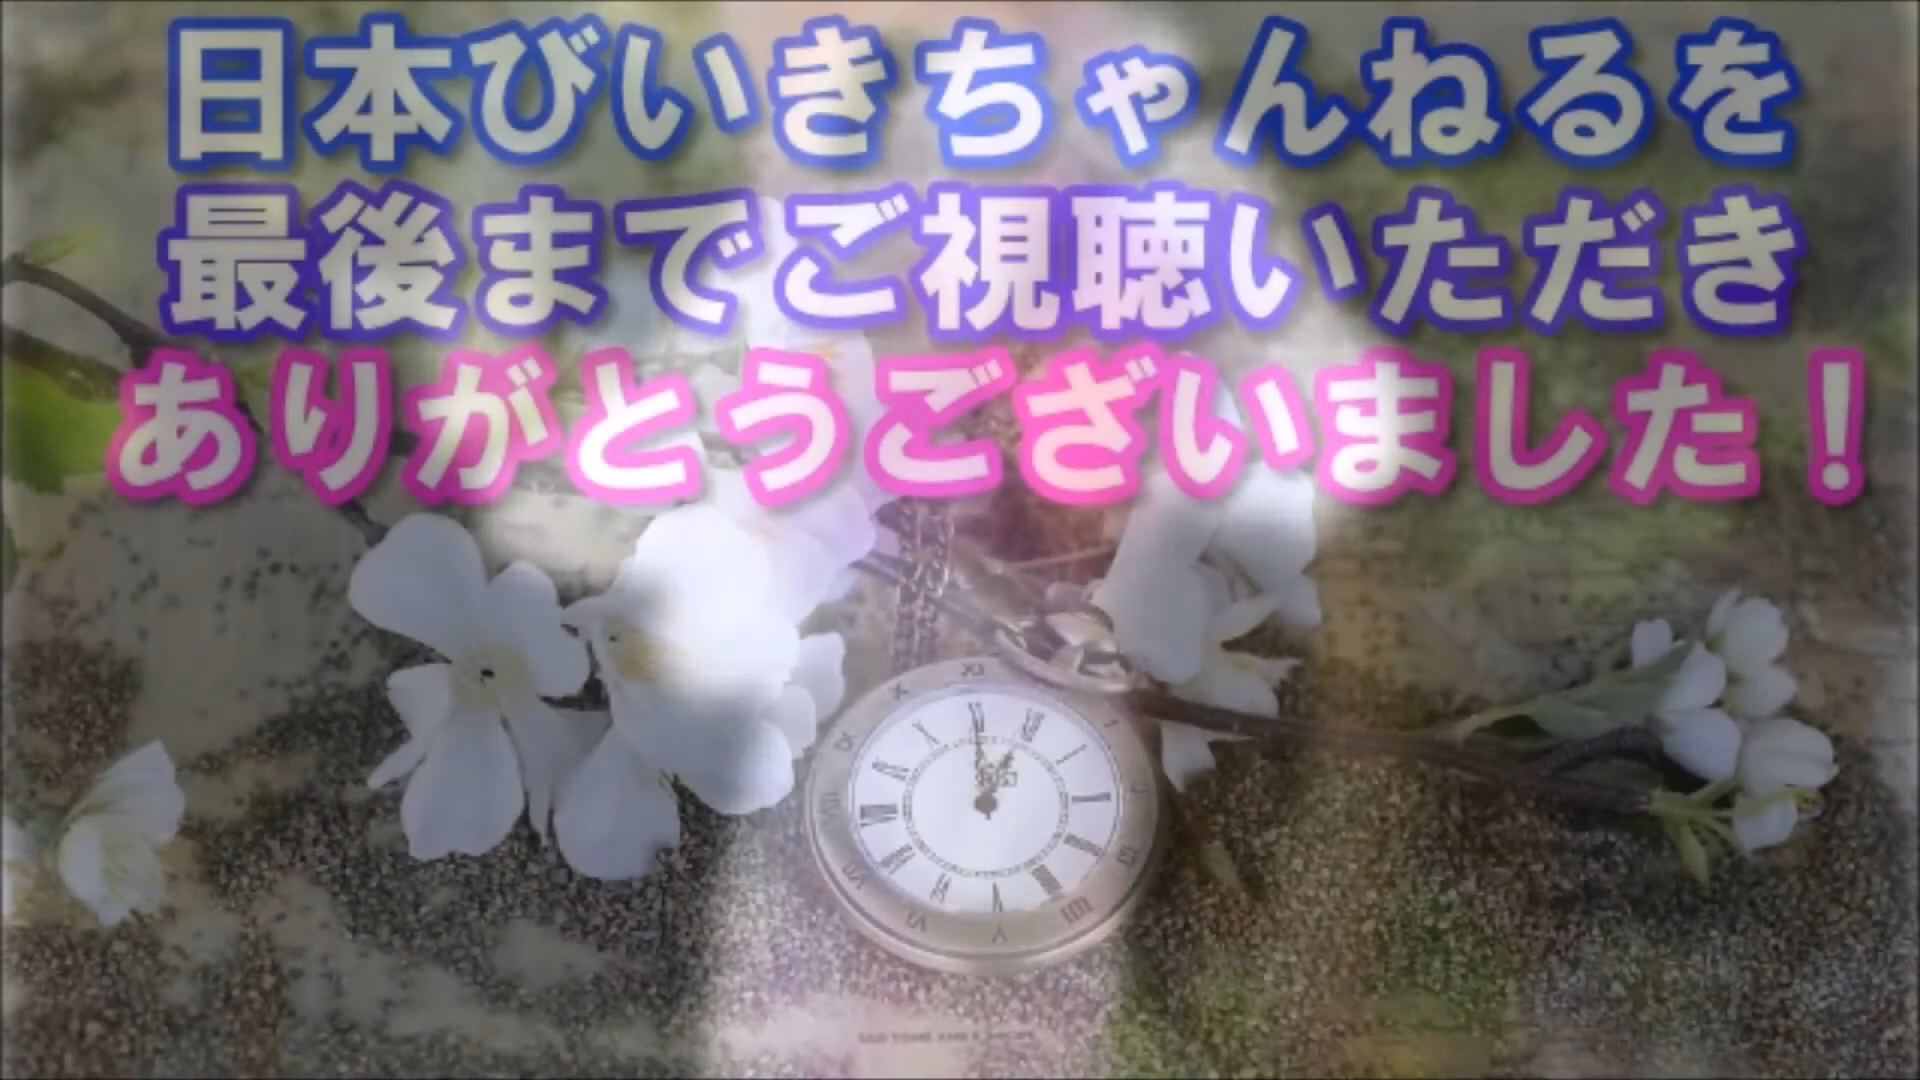 日本びいきちゃんねるを
最後までご視聴いただき
ありがとうございました！